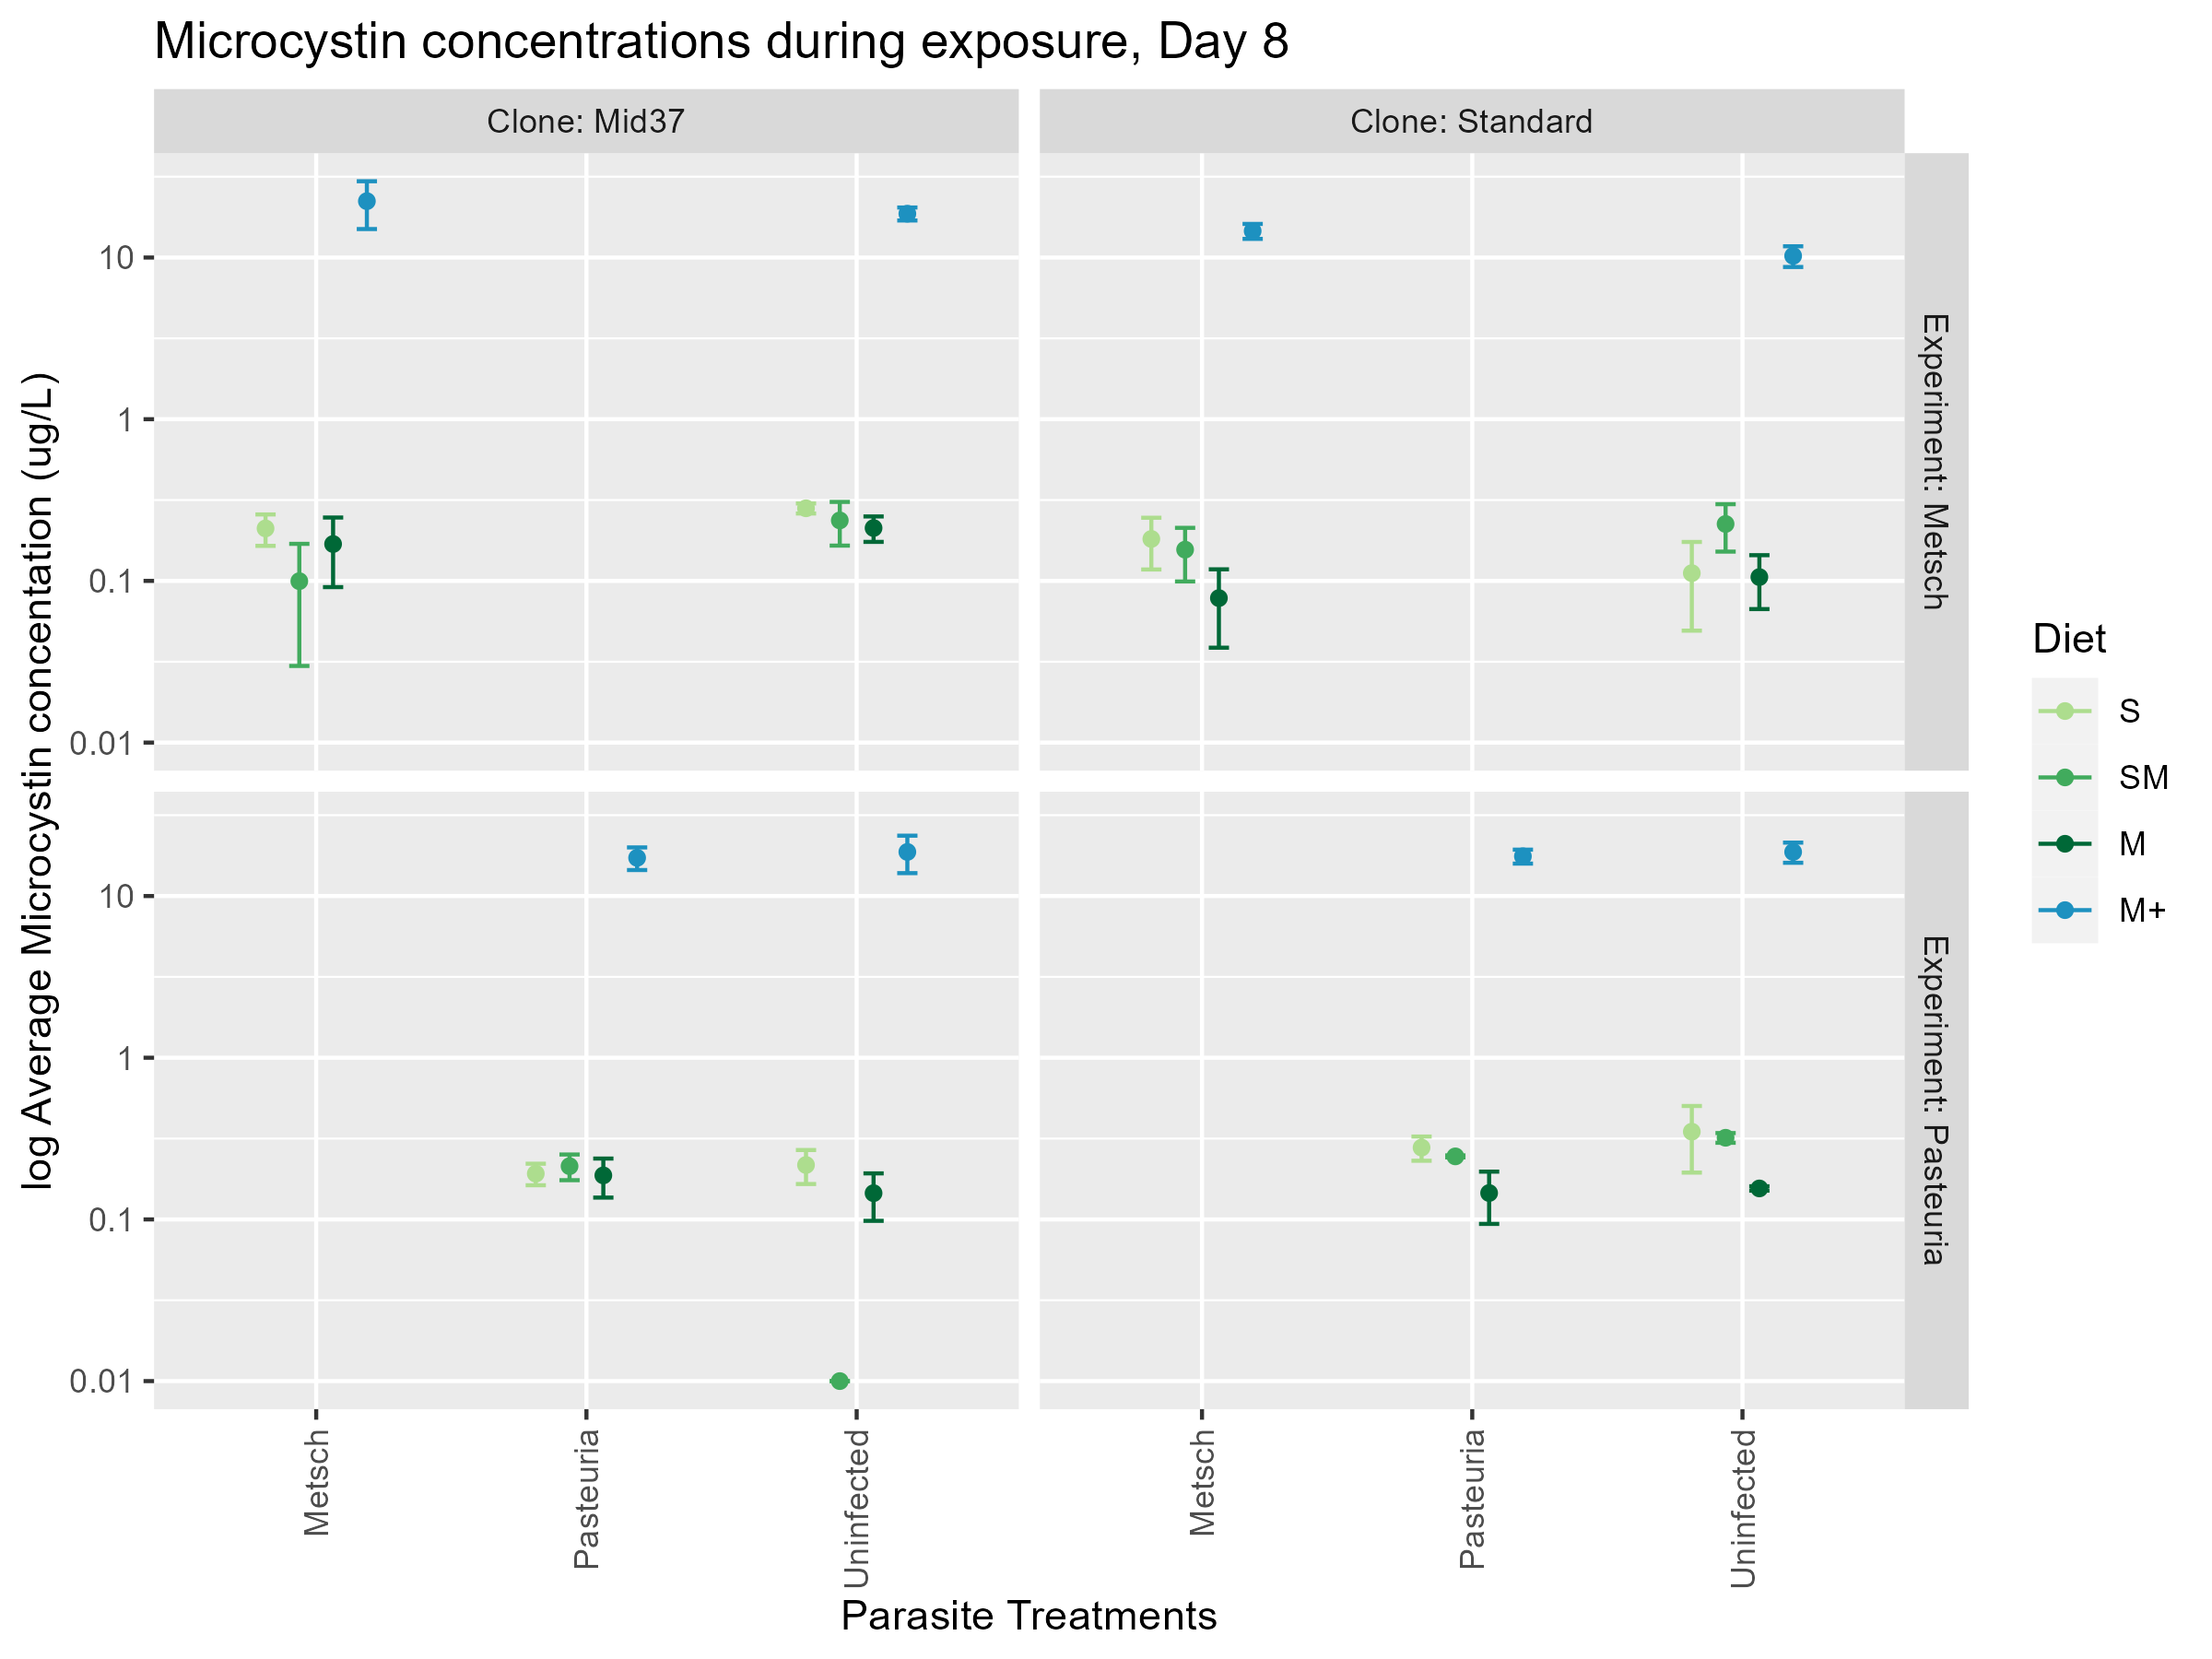 Microcystin concentrations during exposure, Day 8
Clone: Mid37
Clone: Standard
log Average Microcystin concentation (ug/L)
10
1
0.1
0.01
Experiment: Metsch
10
1
0.1
0.01
Experiment: Pasteuria
Metsch
Pasteuria
Uninfected
Metsch
Pasteuria
Uninfected
Parasite Treatments
Diet
S
SM
M
M+